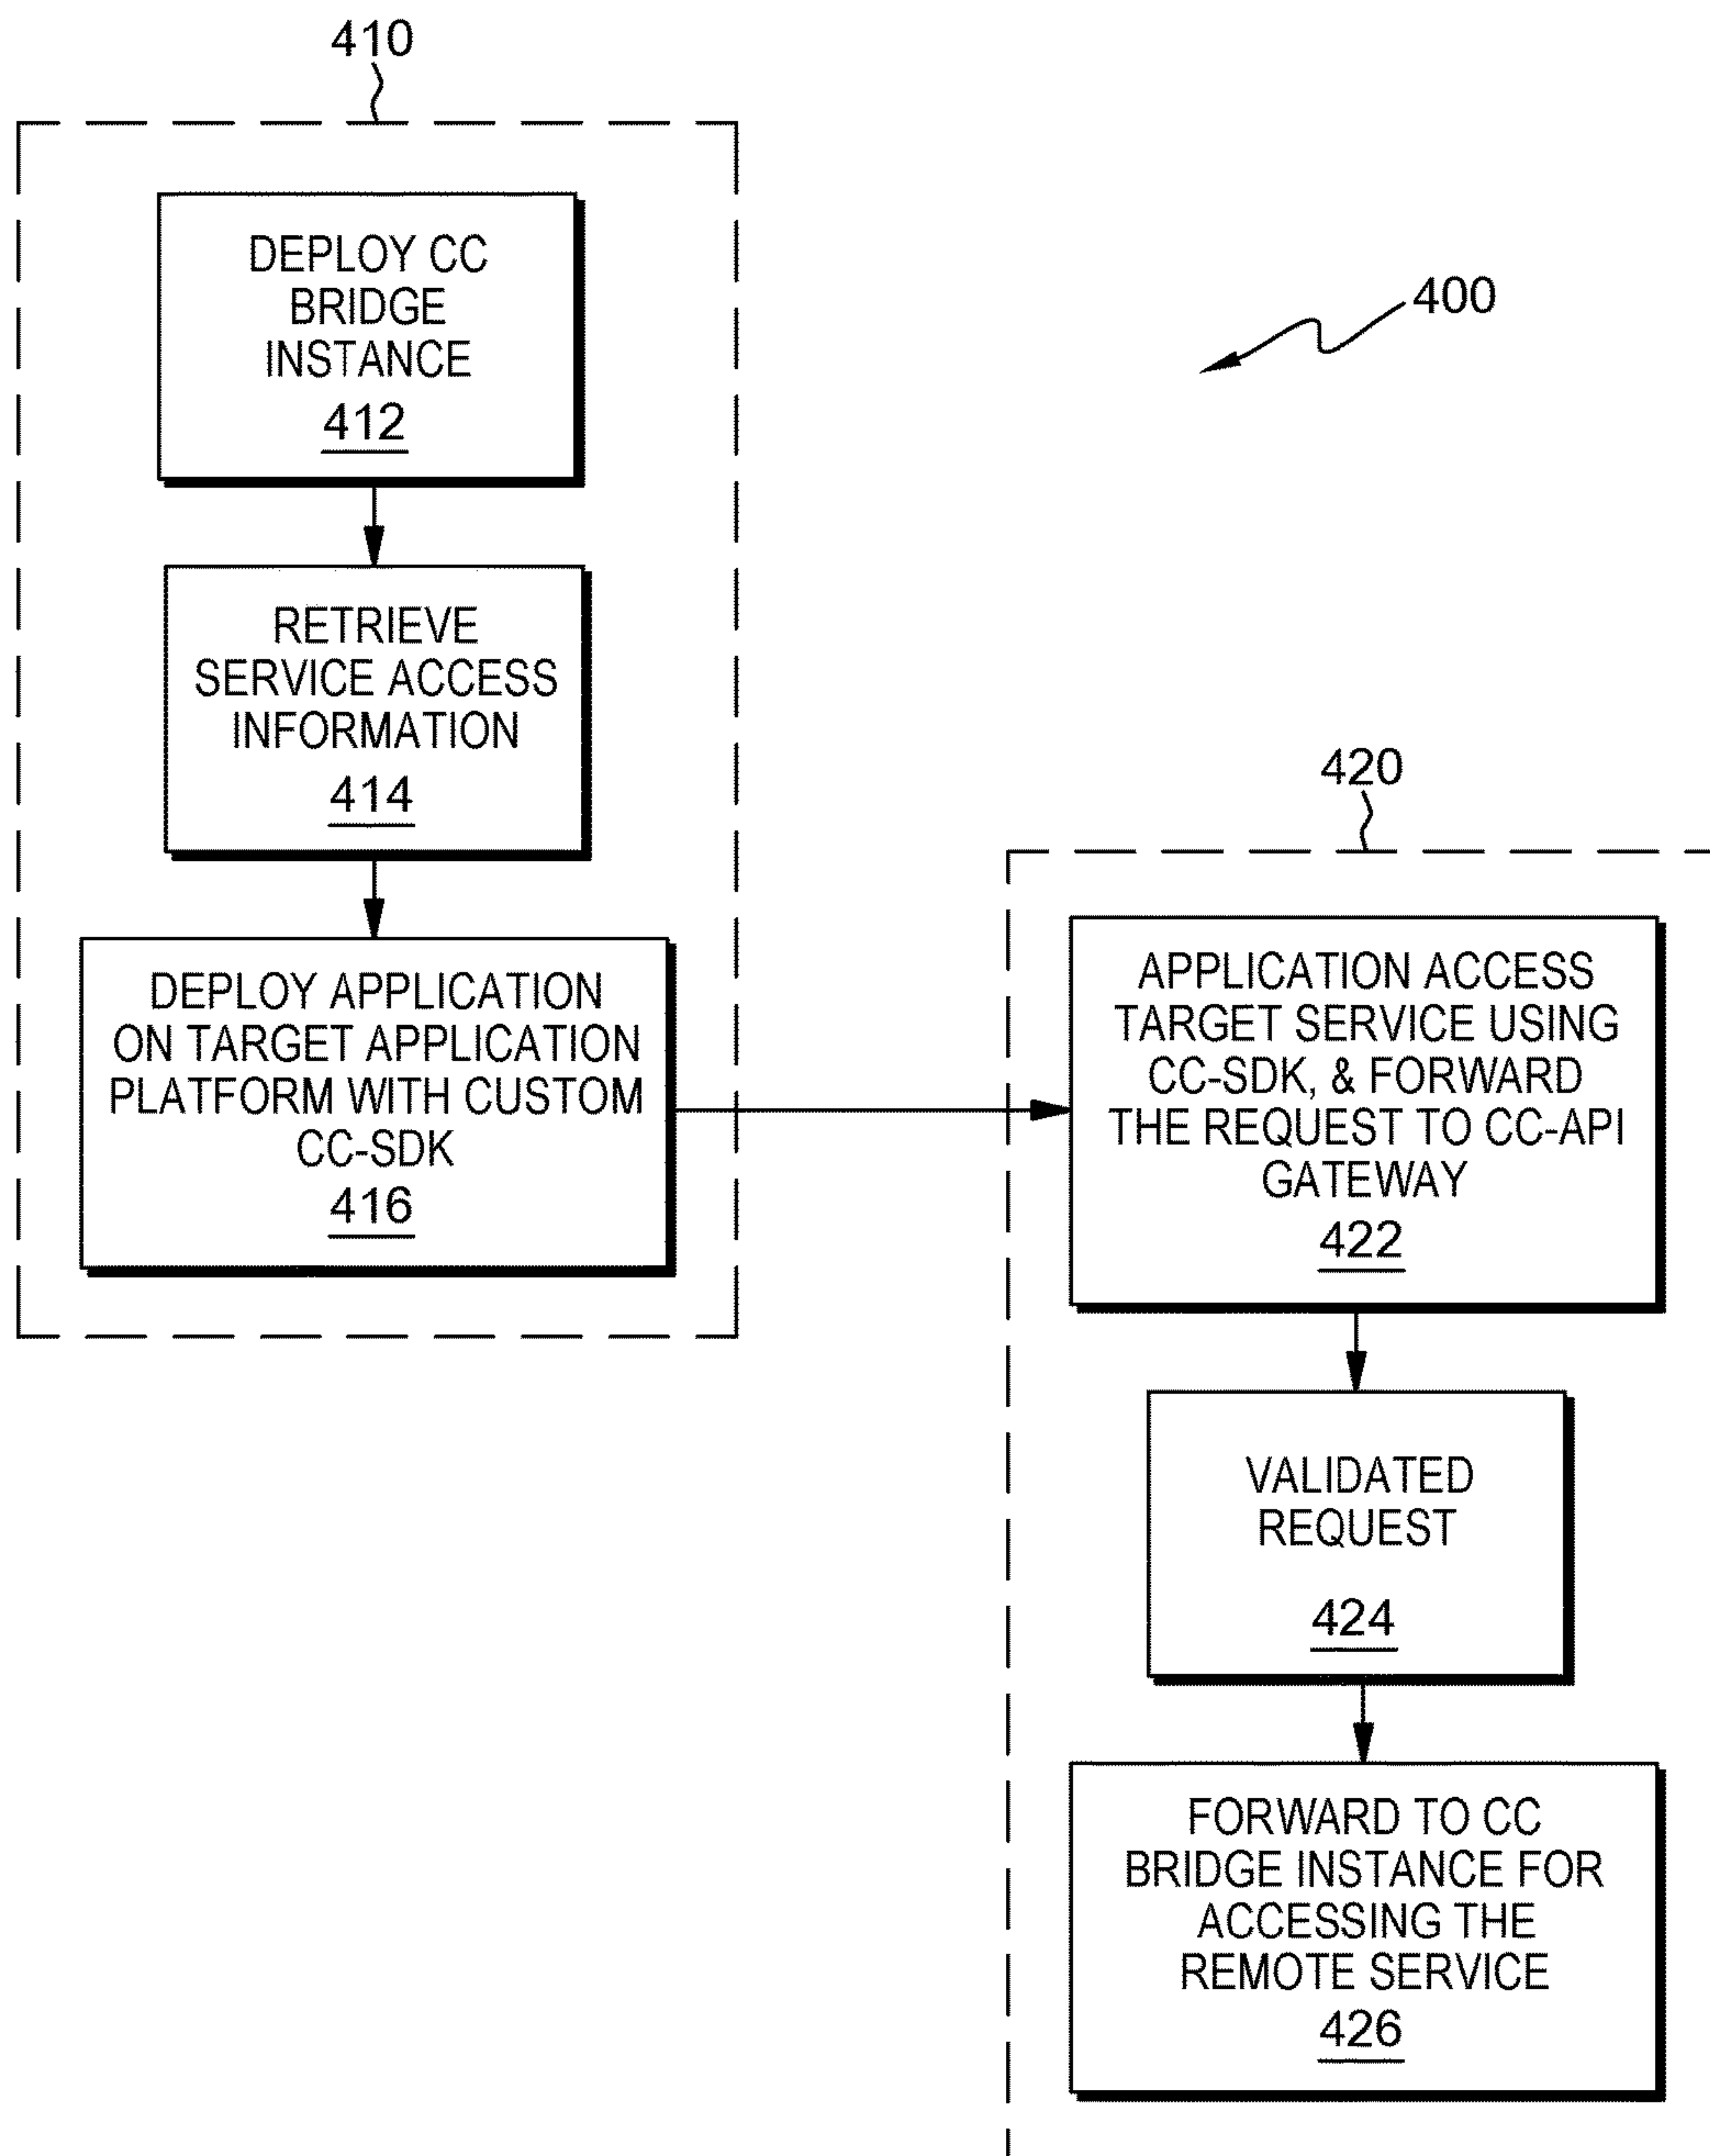 410
DEPLOY CC
BRIDGE
INSTANCE
412
400
RETRIEVE
SERVICE ACCESS
INFORMATION
414
DEPLOY APPLICATION
ON TARGET APPLICATION
PLATFORM WITH CUSTOM
CC-SDK
416
420
APPLICATION ACCESS
TARGET SERVICE USING
CC-SDK, & FORWARD
THE REQUEST TO CC-API
GATEWAY
422
VALIDATED
REQUEST
424
FORWARD TO CC
BRIDGE INSTANCE FOR
ACCESSING THE
REMOTE SERVICE
426